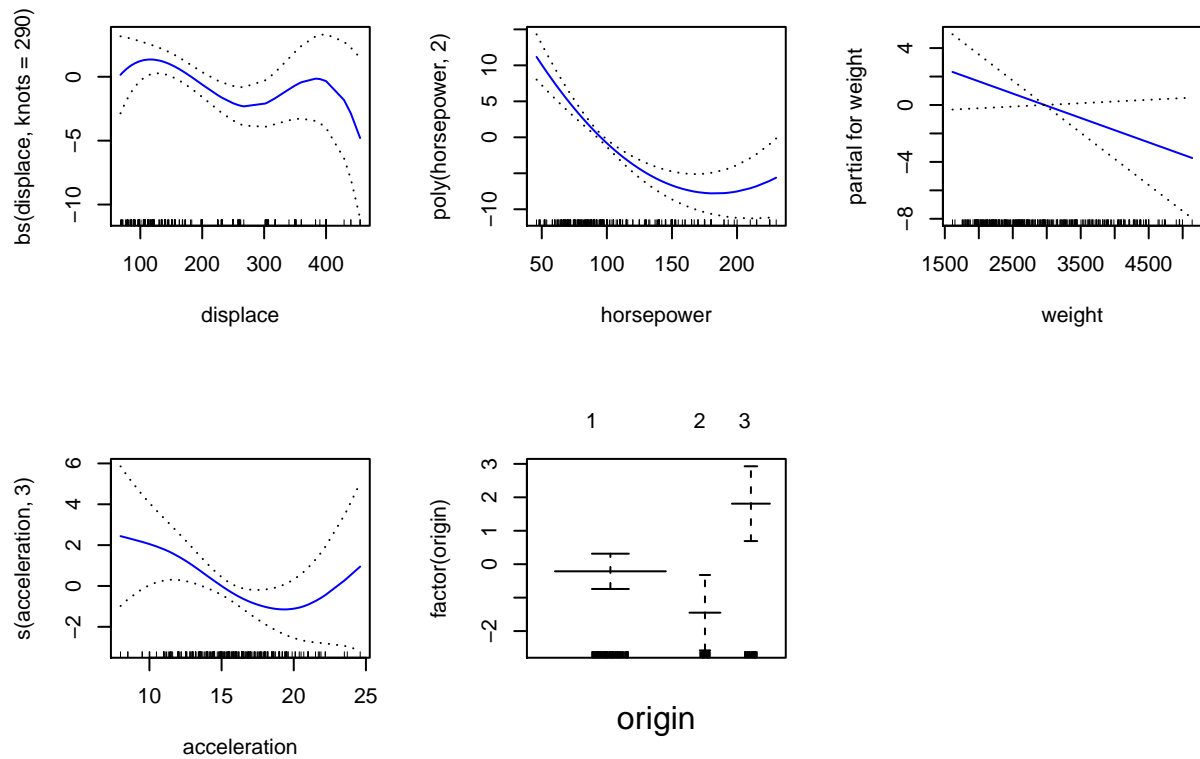 bs(displace, knots = 290)
0
−5
−10
100 200 300 400
displace
poly(horsepower, 2)
10
5
0
−10
50 100 150 200
horsepower
partial for weight
4
0
−4
−8
1500 2500 3500 4500
weight
s(acceleration, 3)
6
4
2
0
−2
10 15 20 25
acceleration
1 2 3
factor(origin)
3
2
1
0
−2
origin